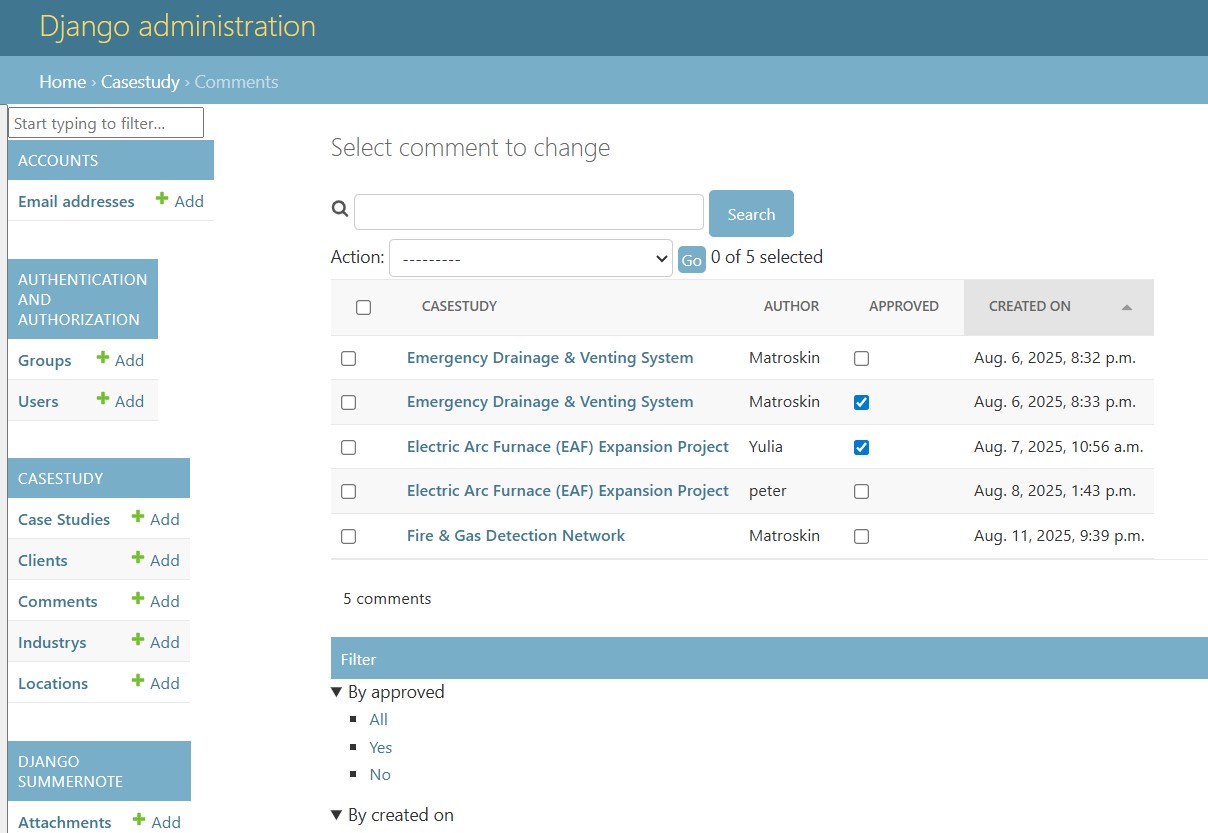 Django administration
Home › Casestudy › Comments
Start typing to filter...
ACCOUNTS
Email addresses Add
AUTHENTICATION
AND
AUTHORIZATION
Groups Add
Users Add
CASESTUDY
Case Studies Add
Clients Add
Comments Add
Industrys Add
Locations Add
DJANGO
SUMMERNOTE
Attachments Add
Select comment to change
Search
Action: --------- Go 0 of 5 selected
CASESTUDY AUTHOR APPROVED CREATED ON
Emergency Drainage & Venting System Matroskin Aug. 6, 2025, 8:32 p.m.
Emergency Drainage & Venting System Matroskin Aug. 6, 2025, 8:33 p.m.
Electric Arc Furnace (EAF) Expansion Project Yulia Aug. 7, 2025, 10:56 a.m.
Electric Arc Furnace (EAF) Expansion Project peter Aug. 8, 2025, 1:43 p.m.
Fire & Gas Detection Network Matroskin Aug. 11, 2025, 9:39 p.m.
5 comments
Filter
By approved
All
Yes
No
By created on